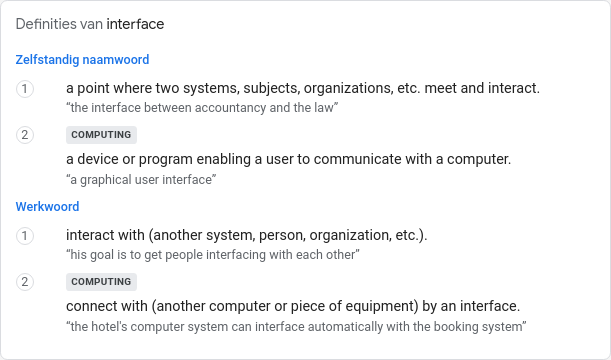 Definities van interface
Zelfstandig naamwoord
1
a point where two systems, subjects, organizations, etc. meet and interact.
“the interface between accountancy and the law”
2
COMPUTING
a device or program enabling a user to communicate with a computer.
“a graphical user interface”
Werkwoord
1
interact with (another system, person, organization, etc.).
“his goal is to get people interfacing with each other”
2
COMPUTING
connect with (another computer or piece of equipment) by an interface.
“the hotel's computer system can interface automatically with the booking system”